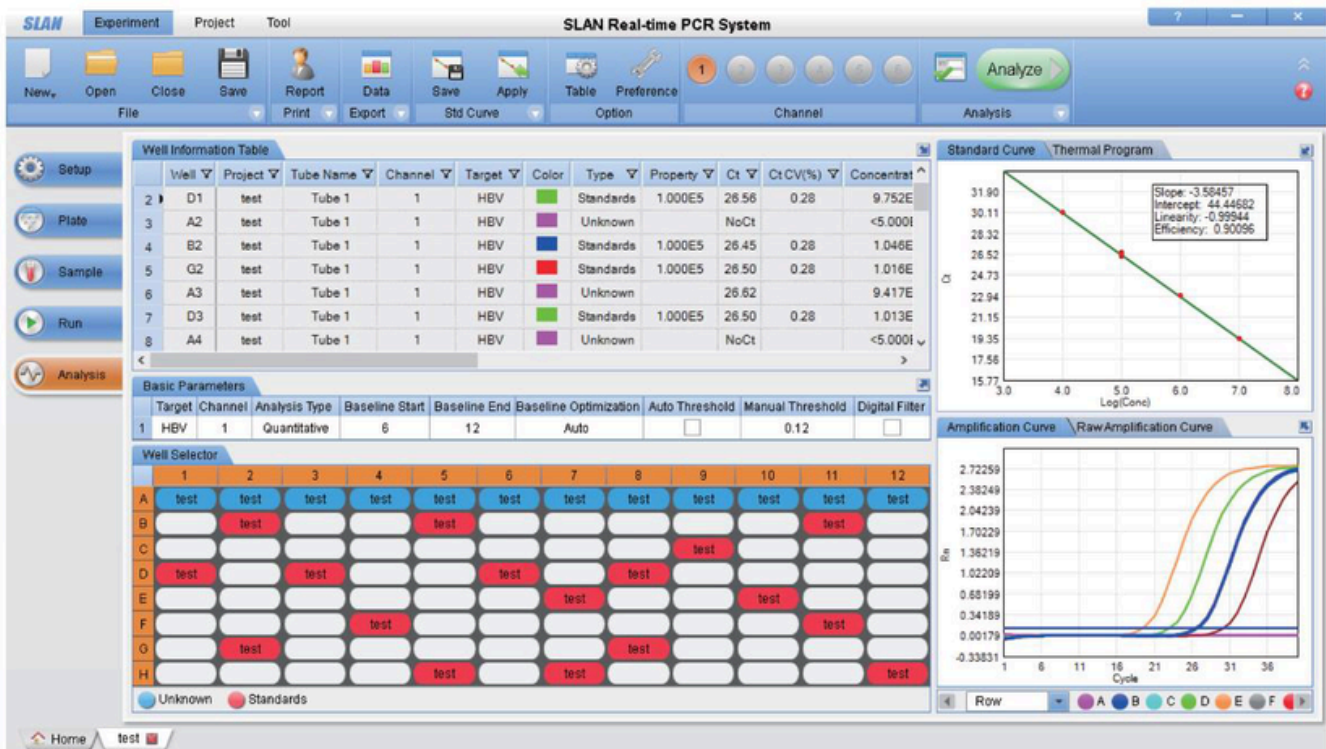 SLAN Experiment Project Tool SLAN Real-time PCR System ? — ×
New Open Close Save Report Data Save Apply Table Preference 1 2 3 4 5 6 Analyze
File Print Export Std Curve Option Channel Analysis
Setup
Plate
Sample
Run
Analysis
Well Information Table
Well Project Tube Name Channel Target Color Type Property Ct Ct CV(%) Concentrat
2 D1 test Tube 1 1 HBV Standards 1.000E5 26.56 0.28 9.752E
3 A2 test Tube 1 1 HBV Unknown NoCt <5.000E
4 B2 test Tube 1 1 HBV Standards 1.000E5 26.45 0.28 1.046E
5 G2 test Tube 1 1 HBV Standards 1.000E5 26.50 0.28 1.016E
6 A3 test Tube 1 1 HBV Unknown 26.62 9.417E
7 D3 test Tube 1 1 HBV Standards 1.000E5 26.50 0.28 1.013E
8 A4 test Tube 1 1 HBV Unknown NoCt <5.000E
Basic Parameters
Target Channel Analysis Type Baseline Start Baseline End Baseline Optimization Auto Threshold Manual Threshold Digital Filter
1 HBV 1 Quantitative 6 12 Auto 0.12
Well Selector
1 2 3 4 5 6 7 8 9 10 11 12
A test test test test test test test test test test test test
B test test test
C test
D test test test test
E test test
F test test
G test test
H test test test
Unknown Standards
Standard Curve Thermal Program
Slope: -3.58457
Intercept: 44.44682
Linearity: -0.99944
Efficiency: 0.90096
31.90
30.11
28.32
26.52
24.73
22.94
21.15
19.35
17.56
15.77
Ct
3.0 4.0 5.0 6.0 7.0 8.0
Log(Conc)
Amplification Curve Raw Amplification Curve
2.72259
2.38249
2.04239
1.70229
1.36219
1.02209
0.68199
0.34189
0.00179
-0.33831
Rn
1 6 11 16 21 26 31 36
Cycle
Row A B C D E F
Home test